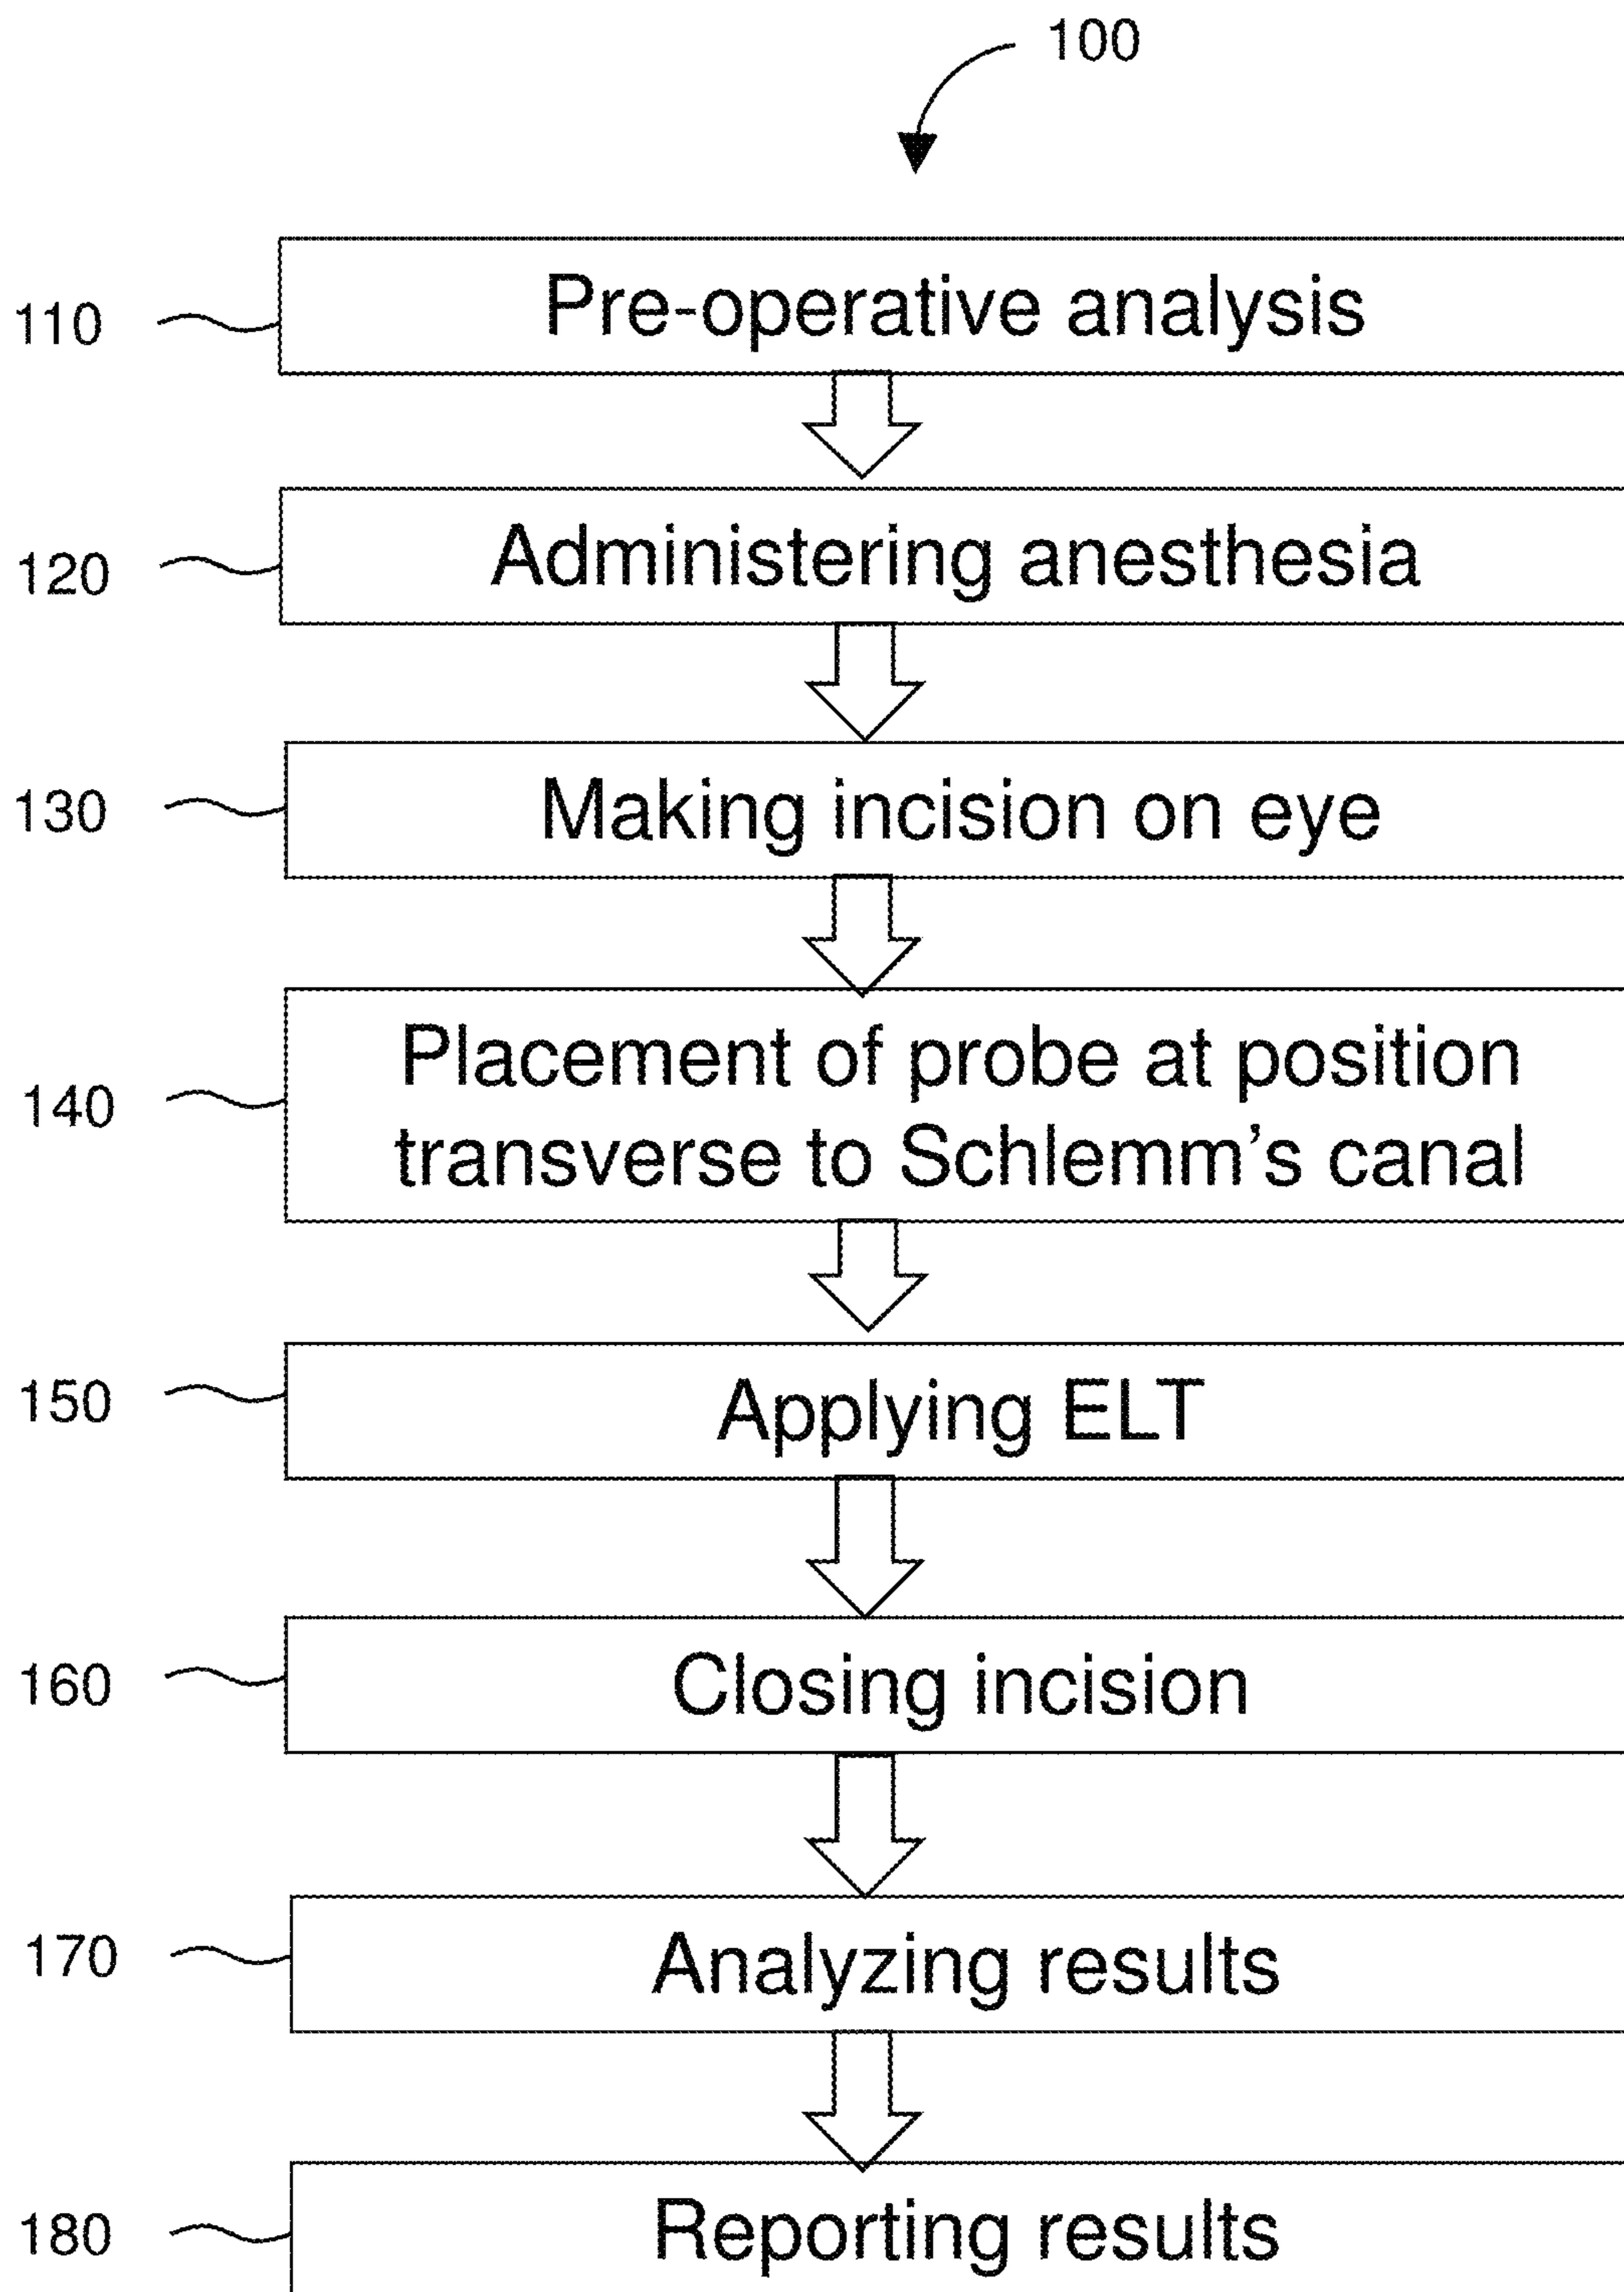 100
110 Pre-operative analysis
120 Administering anesthesia
130 Making incision on eye
140 Placement of probe at position
transverse to Schlemm's canal
150 Applying ELT
160 Closing incision
170 Analyzing results
180 Reporting results